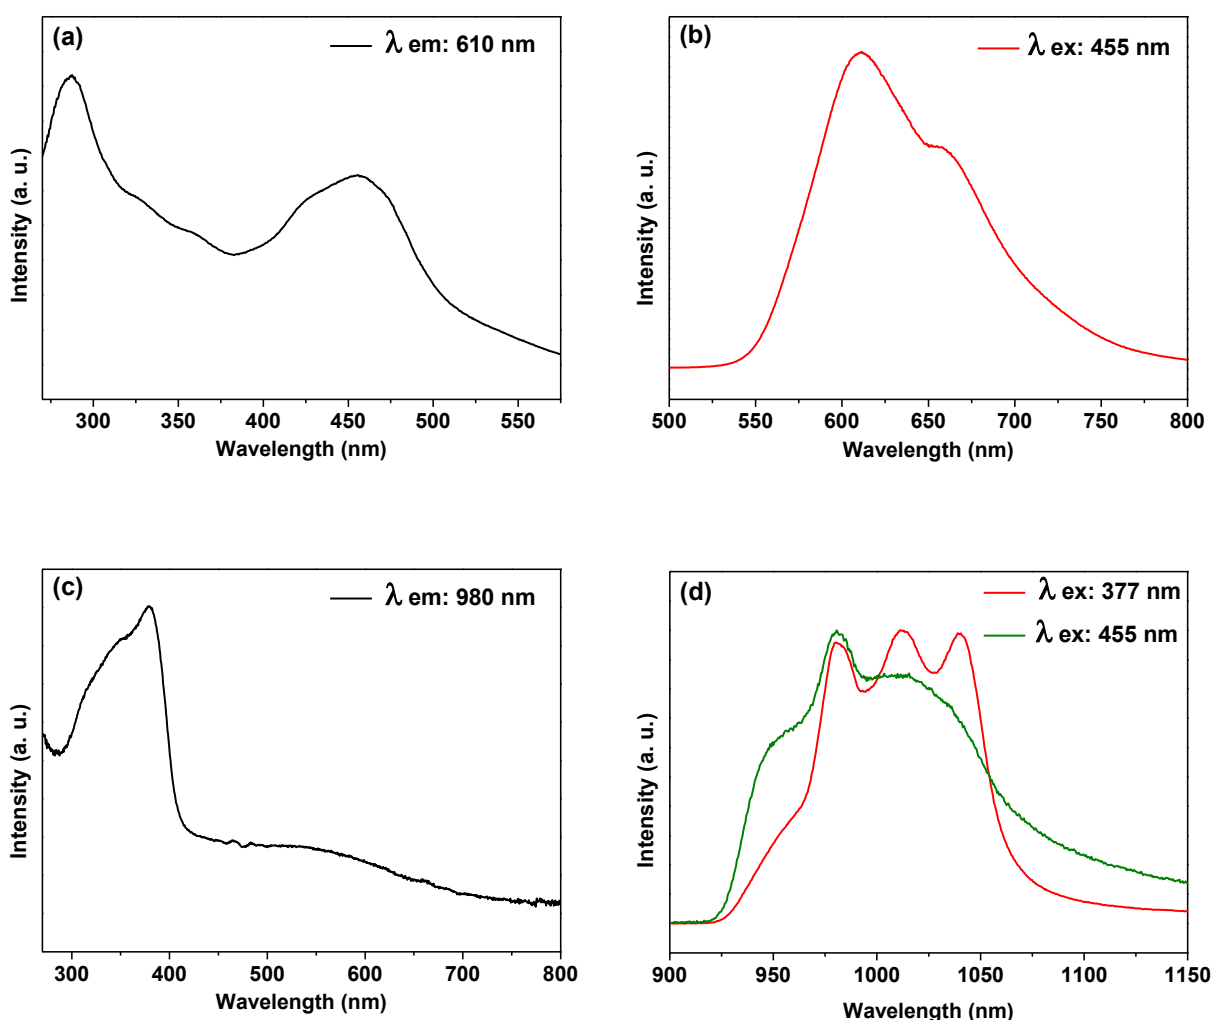 (a)
λ em: 610 nm
Intensity (a. u.)
300 350 400 450 500 550
Wavelength (nm)
(b)
λ ex: 455 nm
Intensity (a. u.)
500 550 600 650 700 750 800
Wavelength (nm)
(c)
λ em: 980 nm
Intensity (a. u.)
300 400 500 600 700 800
Wavelength (nm)
(d)
λ ex: 377 nm
λ ex: 455 nm
Intensity (a. u.)
900 950 1000 1050 1100 1150
Wavelength (nm)